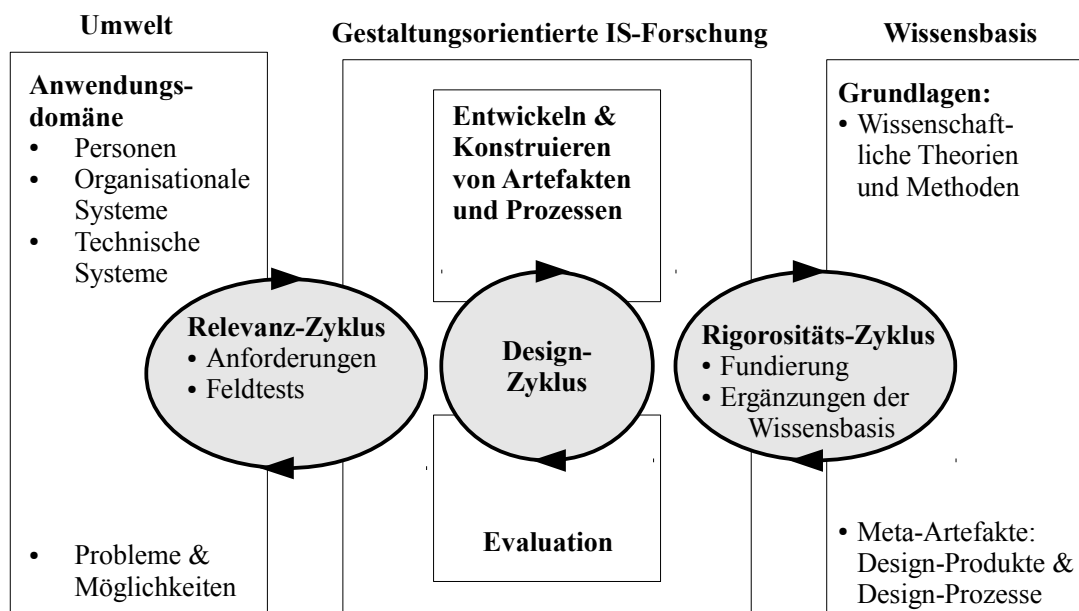 Umwelt
Anwendungs-
domäne
• Personen
• Organisationale
Systeme
• Technische
Systeme
• Probleme &
Möglichkeiten
Relevanz-Zyklus
• Anforderungen
• Feldtests
Gestaltungsorientierte IS-Forschung
Entwickeln &
Konstruieren
von Artefakten
und Prozessen
Design-
Zyklus
Evaluation
Wissensbasis
Grundlagen:
• Wissenschaft-
liche Theorien
und Methoden
Rigorositäts-Zyklus
• Fundierung
• Ergänzungen der
Wissensbasis
• Meta-Artefakte:
Design-Produkte &
Design-Prozesse